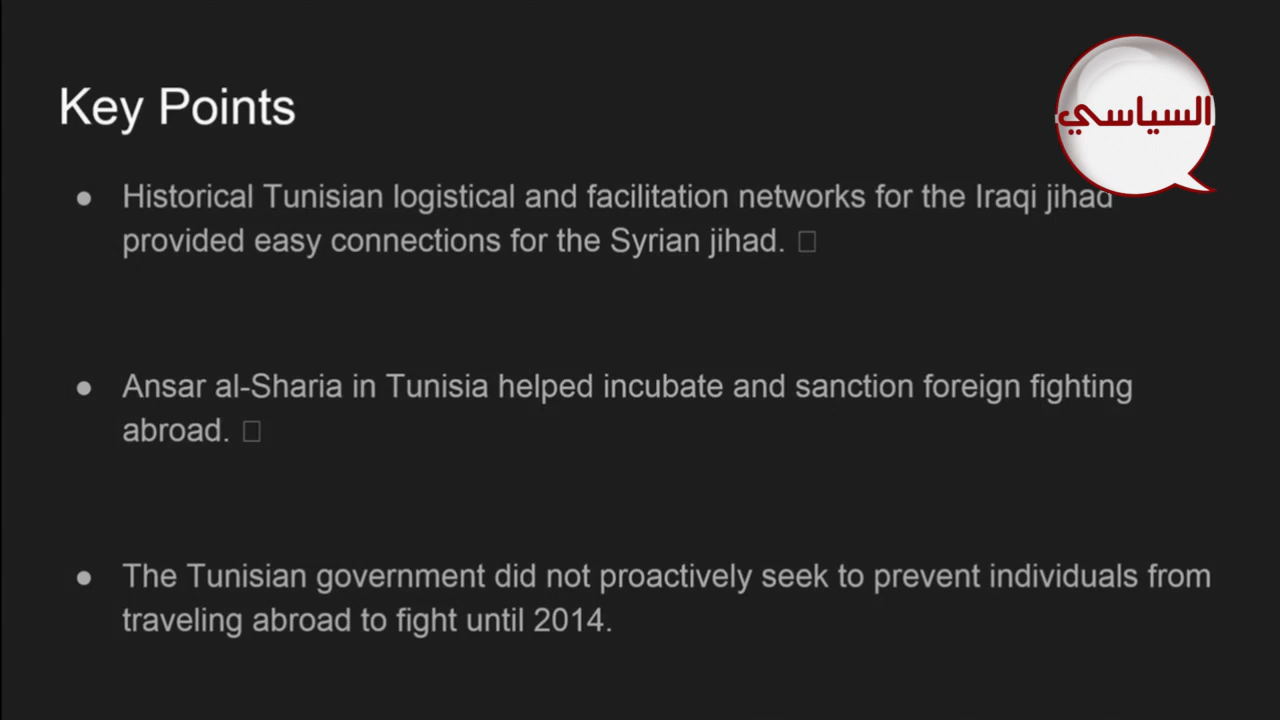 Key Points
السياسي
● Historical Tunisian logistical and facilitation networks for the Iraqi jihad
provided easy connections for the Syrian jihad. □
● Ansar al-Sharia in Tunisia helped incubate and sanction foreign fighting
abroad. □
● The Tunisian government did not proactively seek to prevent individuals from
traveling abroad to fight until 2014.